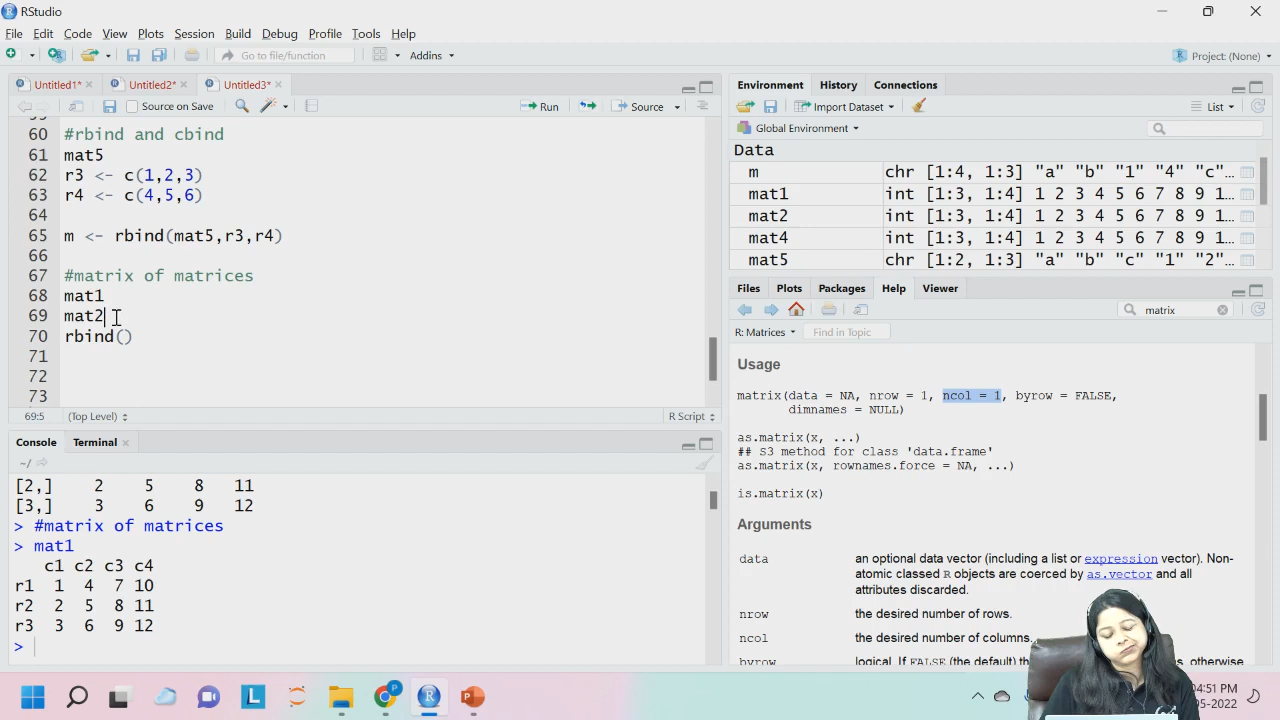 RStudio
File Edit Code View Plots Session Build Debug Profile Tools Help
Go to file/function Addins Project: (None)
Untitled1* Untitled2* Untitled3*
Source on Save Run Source
60 #rbind and cbind
61 mat5
62 r3 <- c(1,2,3)
63 r4 <- c(4,5,6)
64
65 m <- rbind(mat5,r3,r4)
66
67 #matrix of matrices
68 mat1
69 mat2
70 rbind()
71
72
73
69:5 (Top Level) R Script
Console Terminal
~/
[2,] 2 5 8 11
[3,] 3 6 9 12
> #matrix of matrices
> mat1
c1 c2 c3 c4
r1 1 4 7 10
r2 2 5 8 11
r3 3 6 9 12
>
Environment History Connections
Import Dataset List
Global Environment
Data
m chr [1:4, 1:3] "a" "b" "1" "4" "c"…
mat1 int [1:3, 1:4] 1 2 3 4 5 6 7 8 9 1…
mat2 int [1:3, 1:4] 1 2 3 4 5 6 7 8 9 1…
mat4 int [1:3, 1:4] 1 2 3 4 5 6 7 8 9 1…
mat5 chr [1:2, 1:3] "a" "b" "c" "1" "2"…
Files Plots Packages Help Viewer
matrix
R: Matrices Find in Topic
Usage
matrix(data = NA, nrow = 1, ncol = 1, byrow = FALSE,
dimnames = NULL)
as.matrix(x, ...)
## S3 method for class 'data.frame'
as.matrix(x, rownames.force = NA, ...)
is.matrix(x)
Arguments
data an optional data vector (including a list or expression vector). Non-
atomic classed R objects are coerced by as.vector and all
attributes discarded.
nrow the desired number of rows.
ncol the desired number of columns.
byrow logical. If FALSE (the default) th s, otherwise
04:51 PM
5-2022